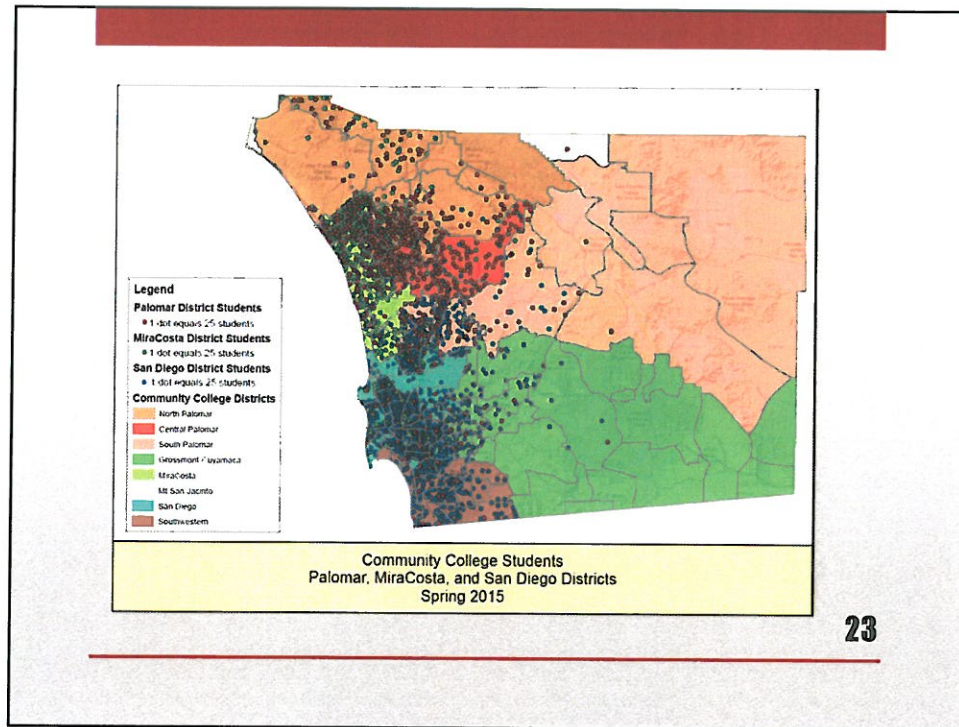 Legend
Palomar District Students
1 dot equals 25 students
MiraCosta District Students
1 dot equals 25 students
San Diego District Students
1 dot equals 25 students
Community College Districts
North Palomar
Central Palomar
South Palomar
Grossmont-Cuyamaca
MiraCosta
Mt San Jacinto
San Diego
Southwestern
Community College Students
Palomar, MiraCosta, and San Diego Districts
Spring 2015
23